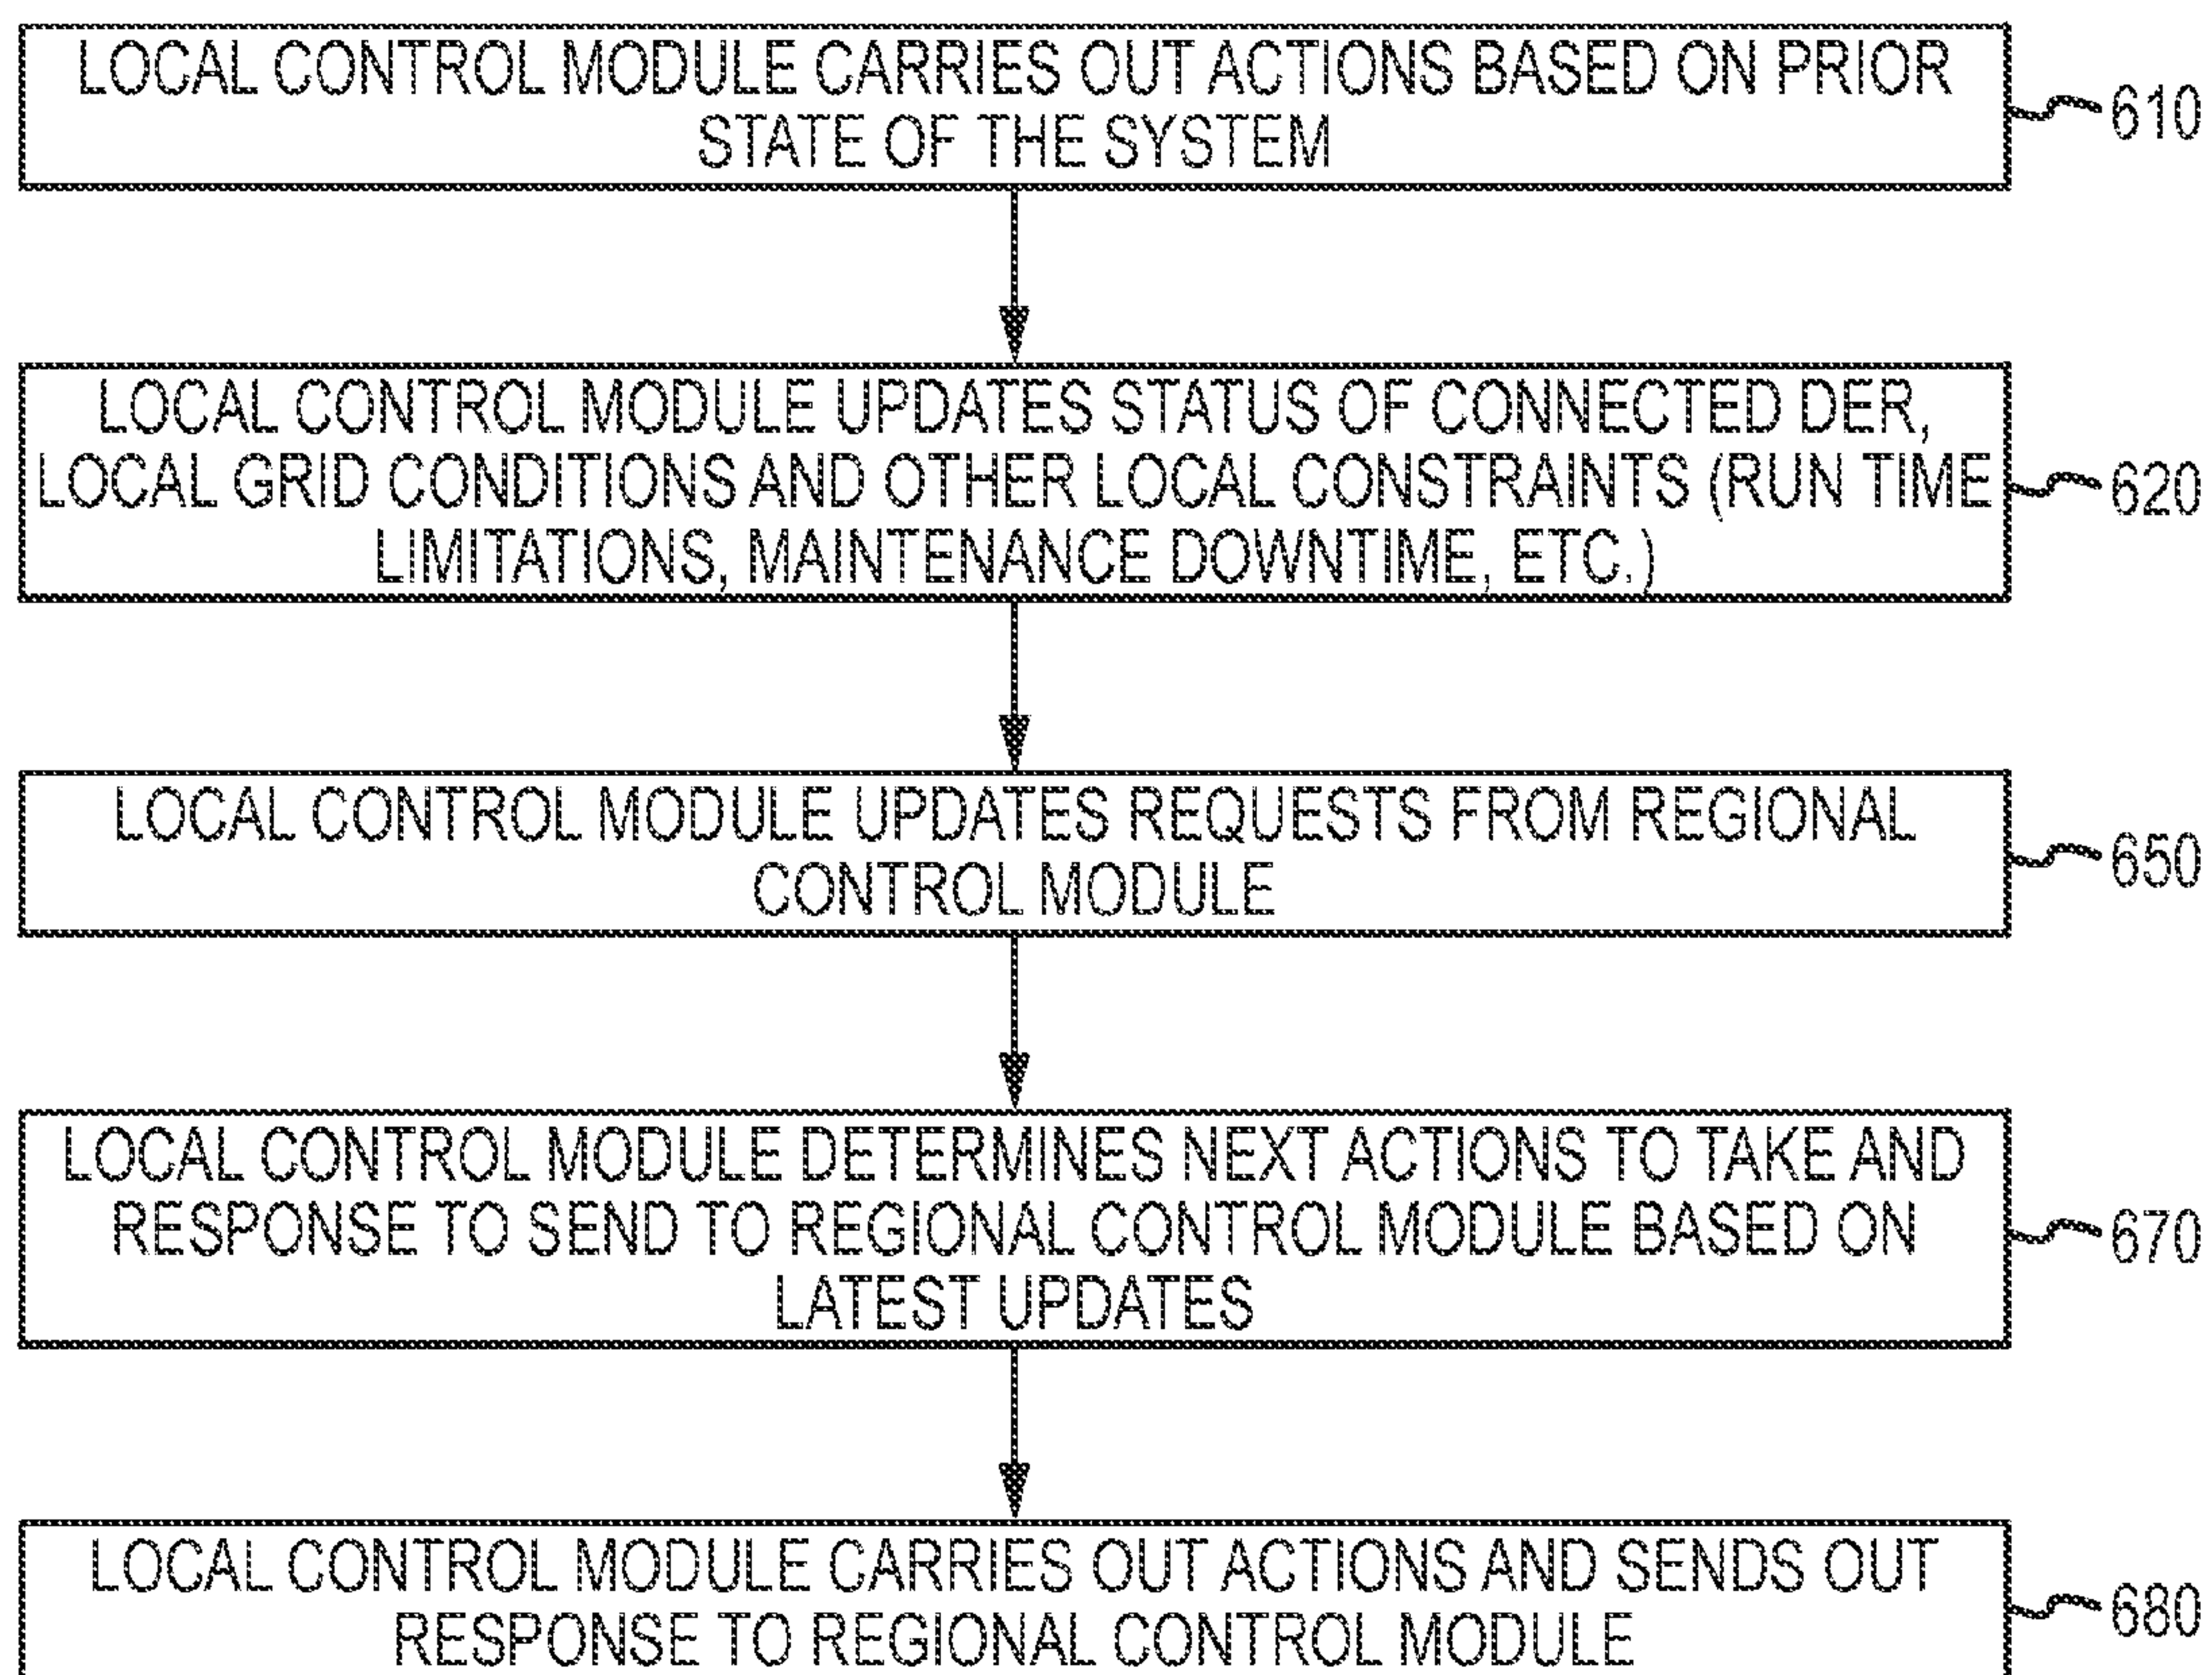 LOCAL CONTROL MODULE CARRIES OUT ACTIONS BASED ON PRIOR
STATE OF THE SYSTEM
610
LOCAL CONTROL MODULE UPDATES STATUS OF CONNECTED DER,
LOCAL GRID CONDITIONS AND OTHER LOCAL CONSTRAINTS (RUN TIME
LIMITATIONS, MAINTENANCE DOWNTIME, ETC.)
620
LOCAL CONTROL MODULE UPDATES REQUESTS FROM REGIONAL
CONTROL MODULE
650
LOCAL CONTROL MODULE DETERMINES NEXT ACTIONS TO TAKE AND
RESPONSE TO SEND TO REGIONAL CONTROL MODULE BASED ON
LATEST UPDATES
670
LOCAL CONTROL MODULE CARRIES OUT ACTIONS AND SENDS OUT
RESPONSE TO REGIONAL CONTROL MODULE
680